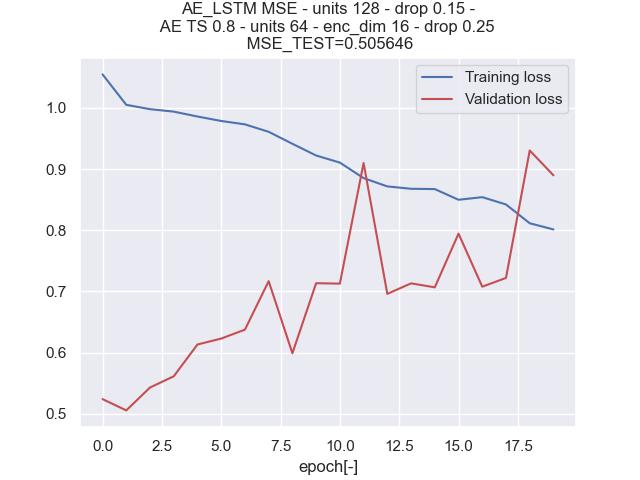 AE_LSTM MSE - units 128 - drop 0.15 -
AE TS 0.8 - units 64 - enc_dim 16 - drop 0.25
MSE_TEST=0.505646
Training loss
Validation loss
1.0
0.9
0.8
0.7
0.6
0.5
0.0 2.5 5.0 7.5 10.0 12.5 15.0 17.5
epoch[-]